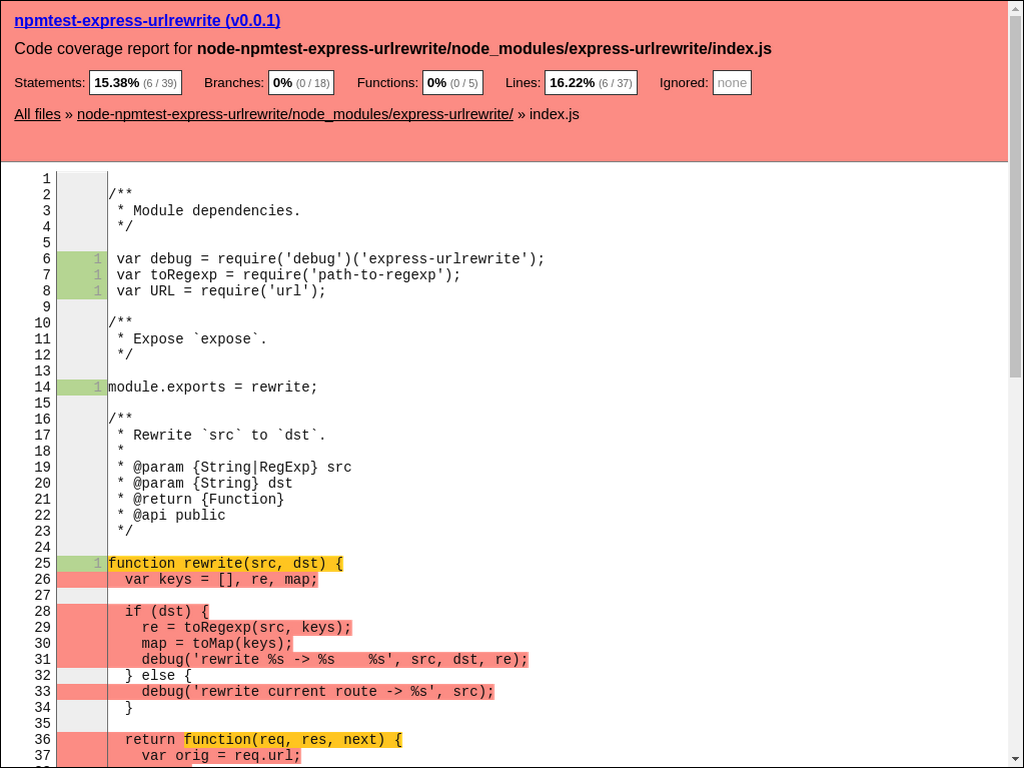 npmtest-express-urlrewrite (v0.0.1)
Code coverage report for node-npmtest-express-urlrewrite/node_modules/express-urlrewrite/index.js
Statements: 15.38% (6 / 39) Branches: 0% (0 / 18) Functions: 0% (0 / 5) Lines: 16.22% (6 / 37) Ignored: none
All files » node-npmtest-express-urlrewrite/node_modules/express-urlrewrite/ » index.js
1
2 /**
3  * Module dependencies.
4  */
5
6 1 var debug = require('debug')('express-urlrewrite');
7 1 var toRegexp = require('path-to-regexp');
8 1 var URL = require('url');
9
10 /**
11  * Expose `expose`.
12  */
13
14 1 module.exports = rewrite;
15
16 /**
17  * Rewrite `src` to `dst`.
18  *
19  * @param {String|RegExp} src
20  * @param {String} dst
21  * @return {Function}
22  * @api public
23  */
24
25 1 function rewrite(src, dst) {
26   var keys = [], re, map;
27
28   if (dst) {
29     re = toRegexp(src, keys);
30     map = toMap(keys);
31     debug('rewrite %s -> %s    %s', src, dst, re);
32   } else {
33     debug('rewrite current route -> %s', src);
34   }
35
36   return function(req, res, next) {
37     var orig = req.url;